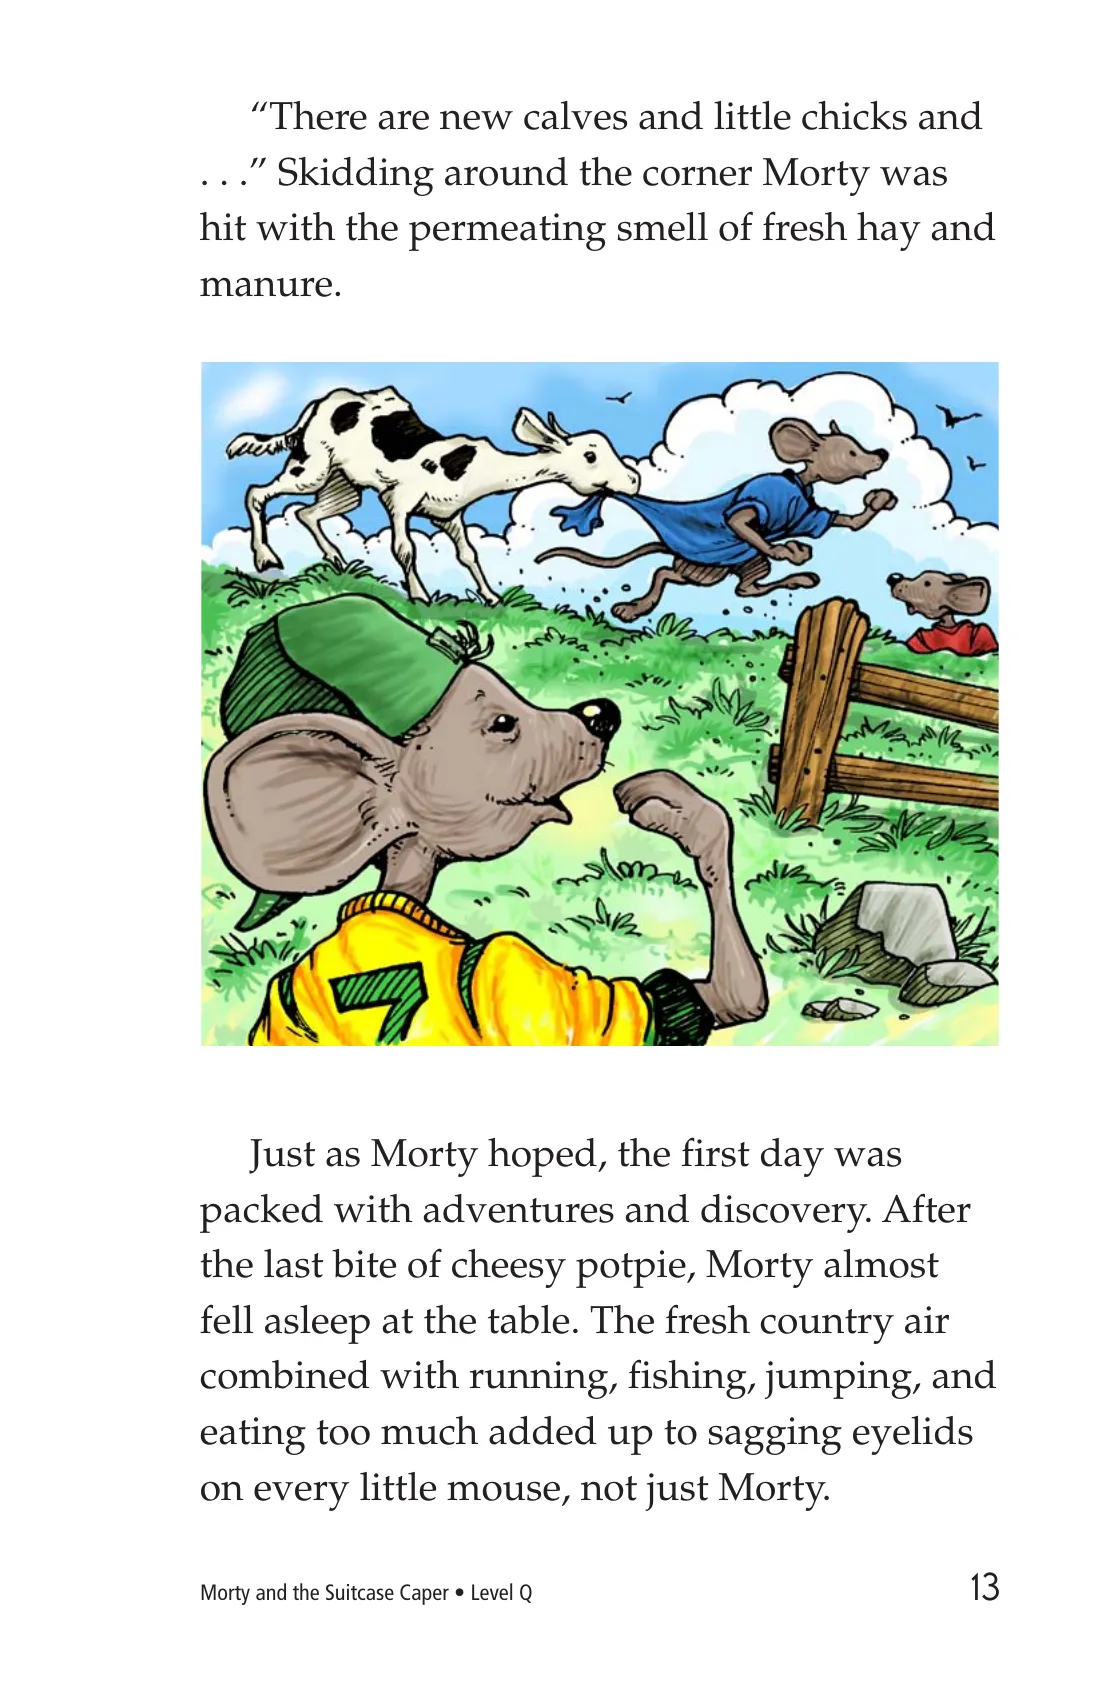 “There are new calves and little chicks and
. . .” Skidding around the corner Morty was
hit with the permeating smell of fresh hay and
manure.
7
Just as Morty hoped, the first day was
packed with adventures and discovery. After
the last bite of cheesy potpie, Morty almost
fell asleep at the table. The fresh country air
combined with running, fishing, jumping, and
eating too much added up to sagging eyelids
on every little mouse, not just Morty.
Morty and the Suitcase Caper • Level Q
13